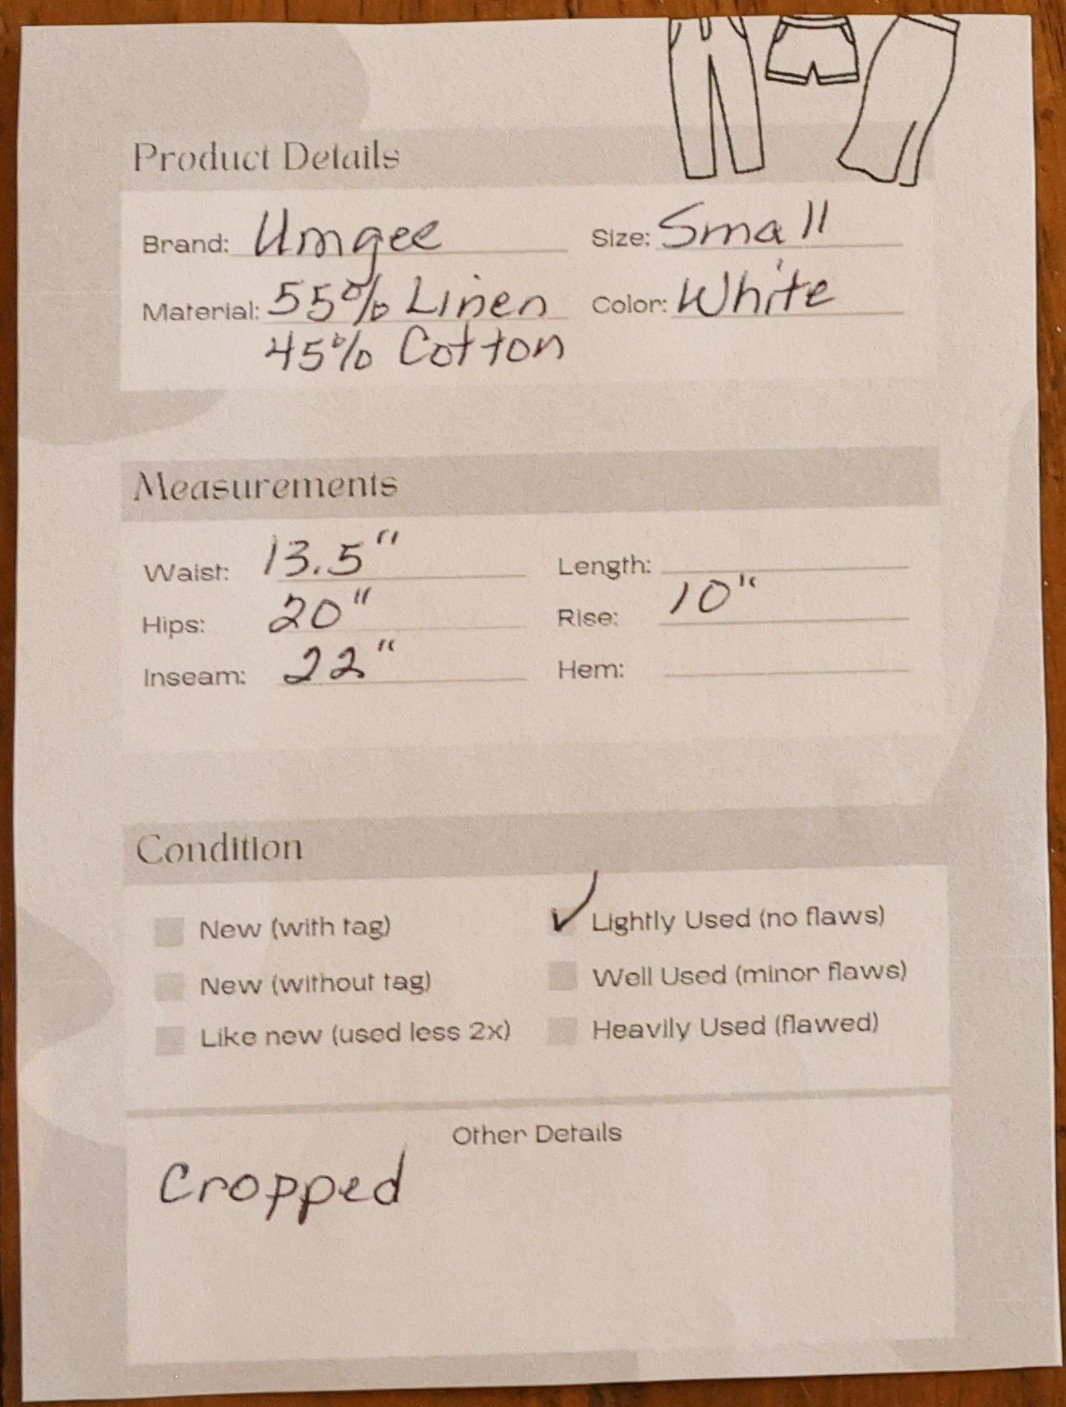 Product Details
Brand: Umgee Size: Small
Material: 55% Linen Color: White
45% Cotton
Measurements
Waist: 13.5" Length:
Hips: 20" Rise: 10"
Inseam: 22" Hem:
Condition
New (with tag) ✓ Lightly Used (no flaws)
New (without tag) Well Used (minor flaws)
Like new (used less 2x) Heavily Used (flawed)
Other Details
Cropped